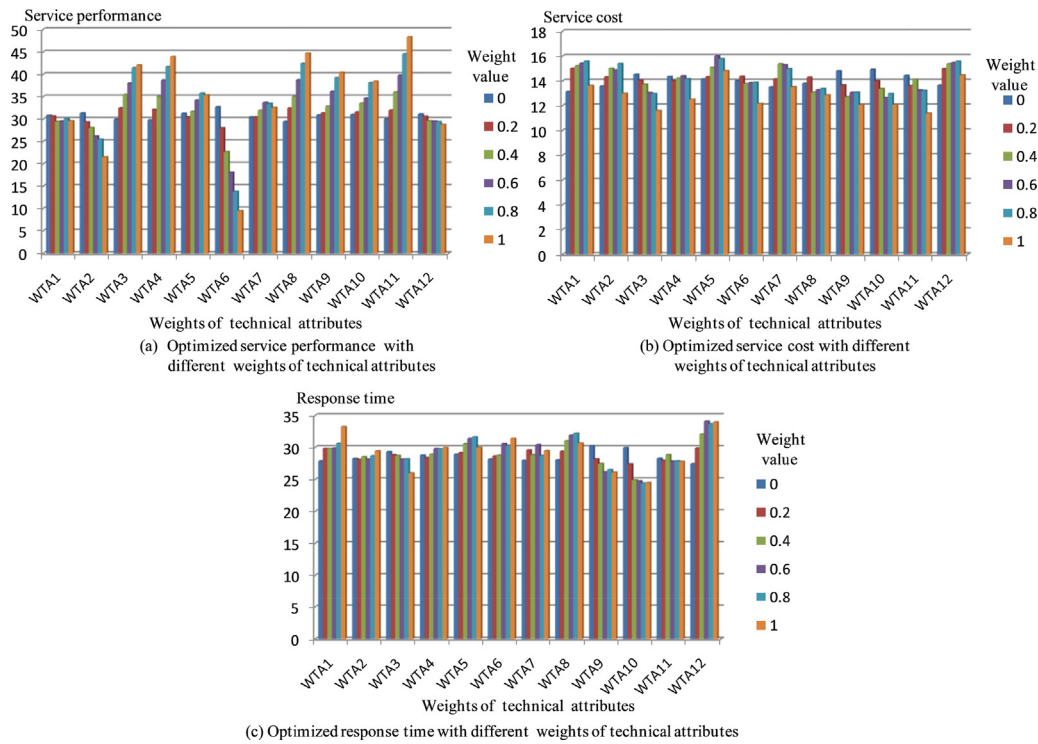 Service performance
50
45
40
35
30
25
20
15
10
5
0
WTA1 WTA2 WTA3 WTA4 WTA5 WTA6 WTA7 WTA8 WTA9 WTA10 WTA11 WTA12
Weights of technical attributes
Weight
value
0
0.2
0.4
0.6
0.8
1
(a) Optimized service performance with
different weights of technical attributes
Service cost
18
16
14
12
10
8
6
4
2
0
WTA1 WTA2 WTA3 WTA4 WTA5 WTA6 WTA7 WTA8 WTA9 WTA10 WTA11 WTA12
Weights of technical attributes
Weight
value
0
0.2
0.4
0.6
0.8
1
(b) Optimized service cost with different
weights of technical attributes
Response time
35
30
25
20
15
10
5
0
WTA1 WTA2 WTA3 WTA4 WTA5 WTA6 WTA7 WTA8 WTA9 WTA10 WTA11 WTA12
Weights of technical attributes
Weight
value
0
0.2
0.4
0.6
0.8
1
(c) Optimized response time with different weights of technical attributes